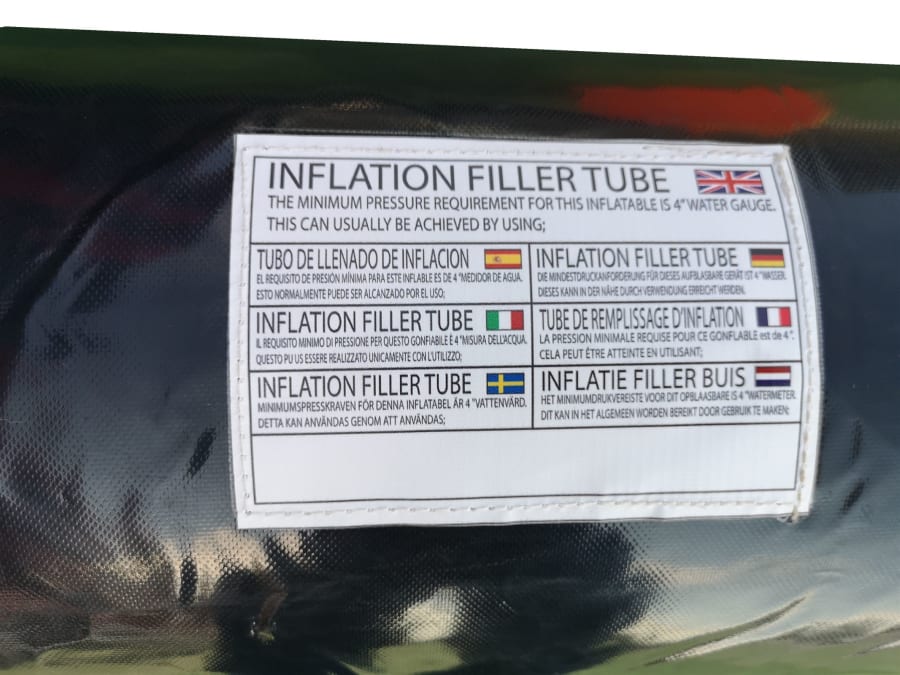 INFLATION FILLER TUBE
THE MINIMUM PRESSURE REQUIREMENT FOR THIS INFLATABLE IS 4" WATER GAUGE.
THIS CAN USUALLY BE ACHIEVED BY USING;
TUBO DE LLENADO DE INFLACION
EL REQUISITO DE PRESIÓN MÍNIMA PARA ESTE INFLABLE ES DE 4 "MEDIDOR DE AGUA.
ESTO NORMALMENTE PUEDE SER ALCANZADO POR EL USO;
INFLATION FILLER TUBE
DIE MINDESTDRUCKANFORDERUNG FÜR DIESES AUFBLASBARE GERÄT IST 4 "WASSER.
DIESES KANN IN DER NÄHE DURCH VERWENDUNG ERREICHT WERDEN.
INFLATION FILLER TUBE
IL REQUISITO MINIMO DI PRESSIONE PER QUESTO GONFIABILE È 4 "MISURA DELL'ACQUA.
QUESTO PU US ESSERE REALIZZATO UNICAMENTE CON L'UTILIZZO;
TUBE DE REMPLISSAGE D'INFLATION
LA PRESSION MINIMALE REQUISE POUR CE GONFLABLE est de 4 ".
CELA PEUT ÊTRE ATTEINTE EN UTILISANT;
INFLATION FILLER TUBE
MINIMUMSPRESSKRAVEN FÖR DENNA INFLATABEL ÄR 4 "VATTENVÄRD.
DETTA KAN ANVÄNDAS GENOM ATT ANVÄNDAS;
INFLATIE FILLER BUIS
HET MINIMUMDRUKVEREISTE VOOR DIT OPBLAASBARE IS 4 "WATERMETER.
DIT KAN IN HET ALGEMEEN WORDEN BEREIKT DOOR GEBRUIK TE MAKEN;